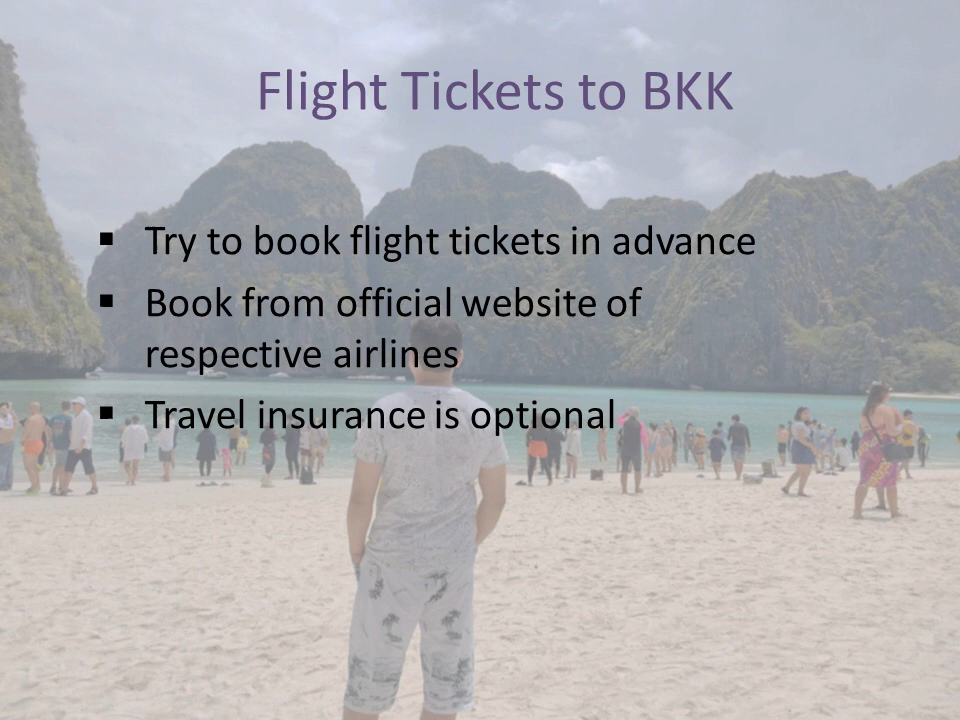 Flight Tickets to BKK
▪ Try to book flight tickets in advance
▪ Book from official website of
respective airlines
▪ Travel insurance is optional